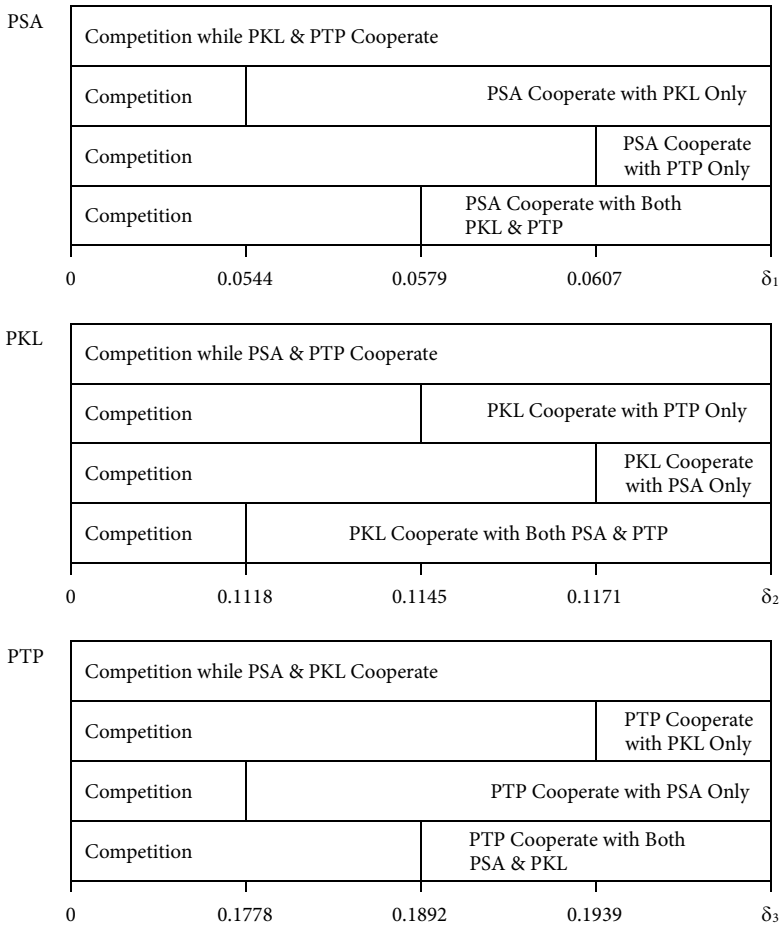 PSA
Competition while PKL & PTP Cooperate
Competition
PSA Cooperate with PKL Only
Competition
PSA Cooperate
with PTP Only
Competition
PSA Cooperate with Both
PKL & PTP
0 0.0544 0.0579 0.0607 δ₁
PKL
Competition while PSA & PTP Cooperate
Competition
PKL Cooperate with PTP Only
Competition
PKL Cooperate
with PSA Only
Competition
PKL Cooperate with Both PSA & PTP
0 0.1118 0.1145 0.1171 δ₂
PTP
Competition while PSA & PKL Cooperate
Competition
PTP Cooperate
with PKL Only
Competition
PTP Cooperate with PSA Only
Competition
PTP Cooperate with Both
PSA & PKL
0 0.1778 0.1892 0.1939 δ₃